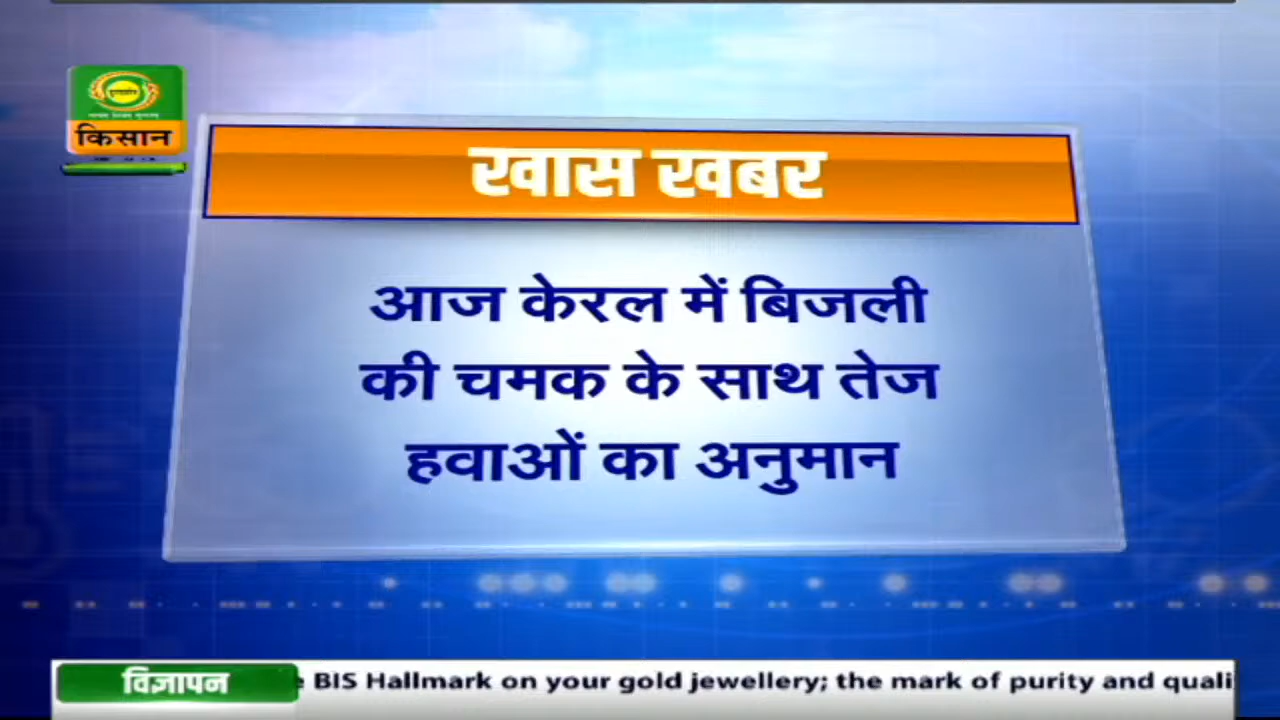 किसान
खास खबर
आज केरल में बिजली
की चमक के साथ तेज
हवाओं का अनुमान
विज्ञापन
BIS Hallmark on your gold jewellery; the mark of purity and quali